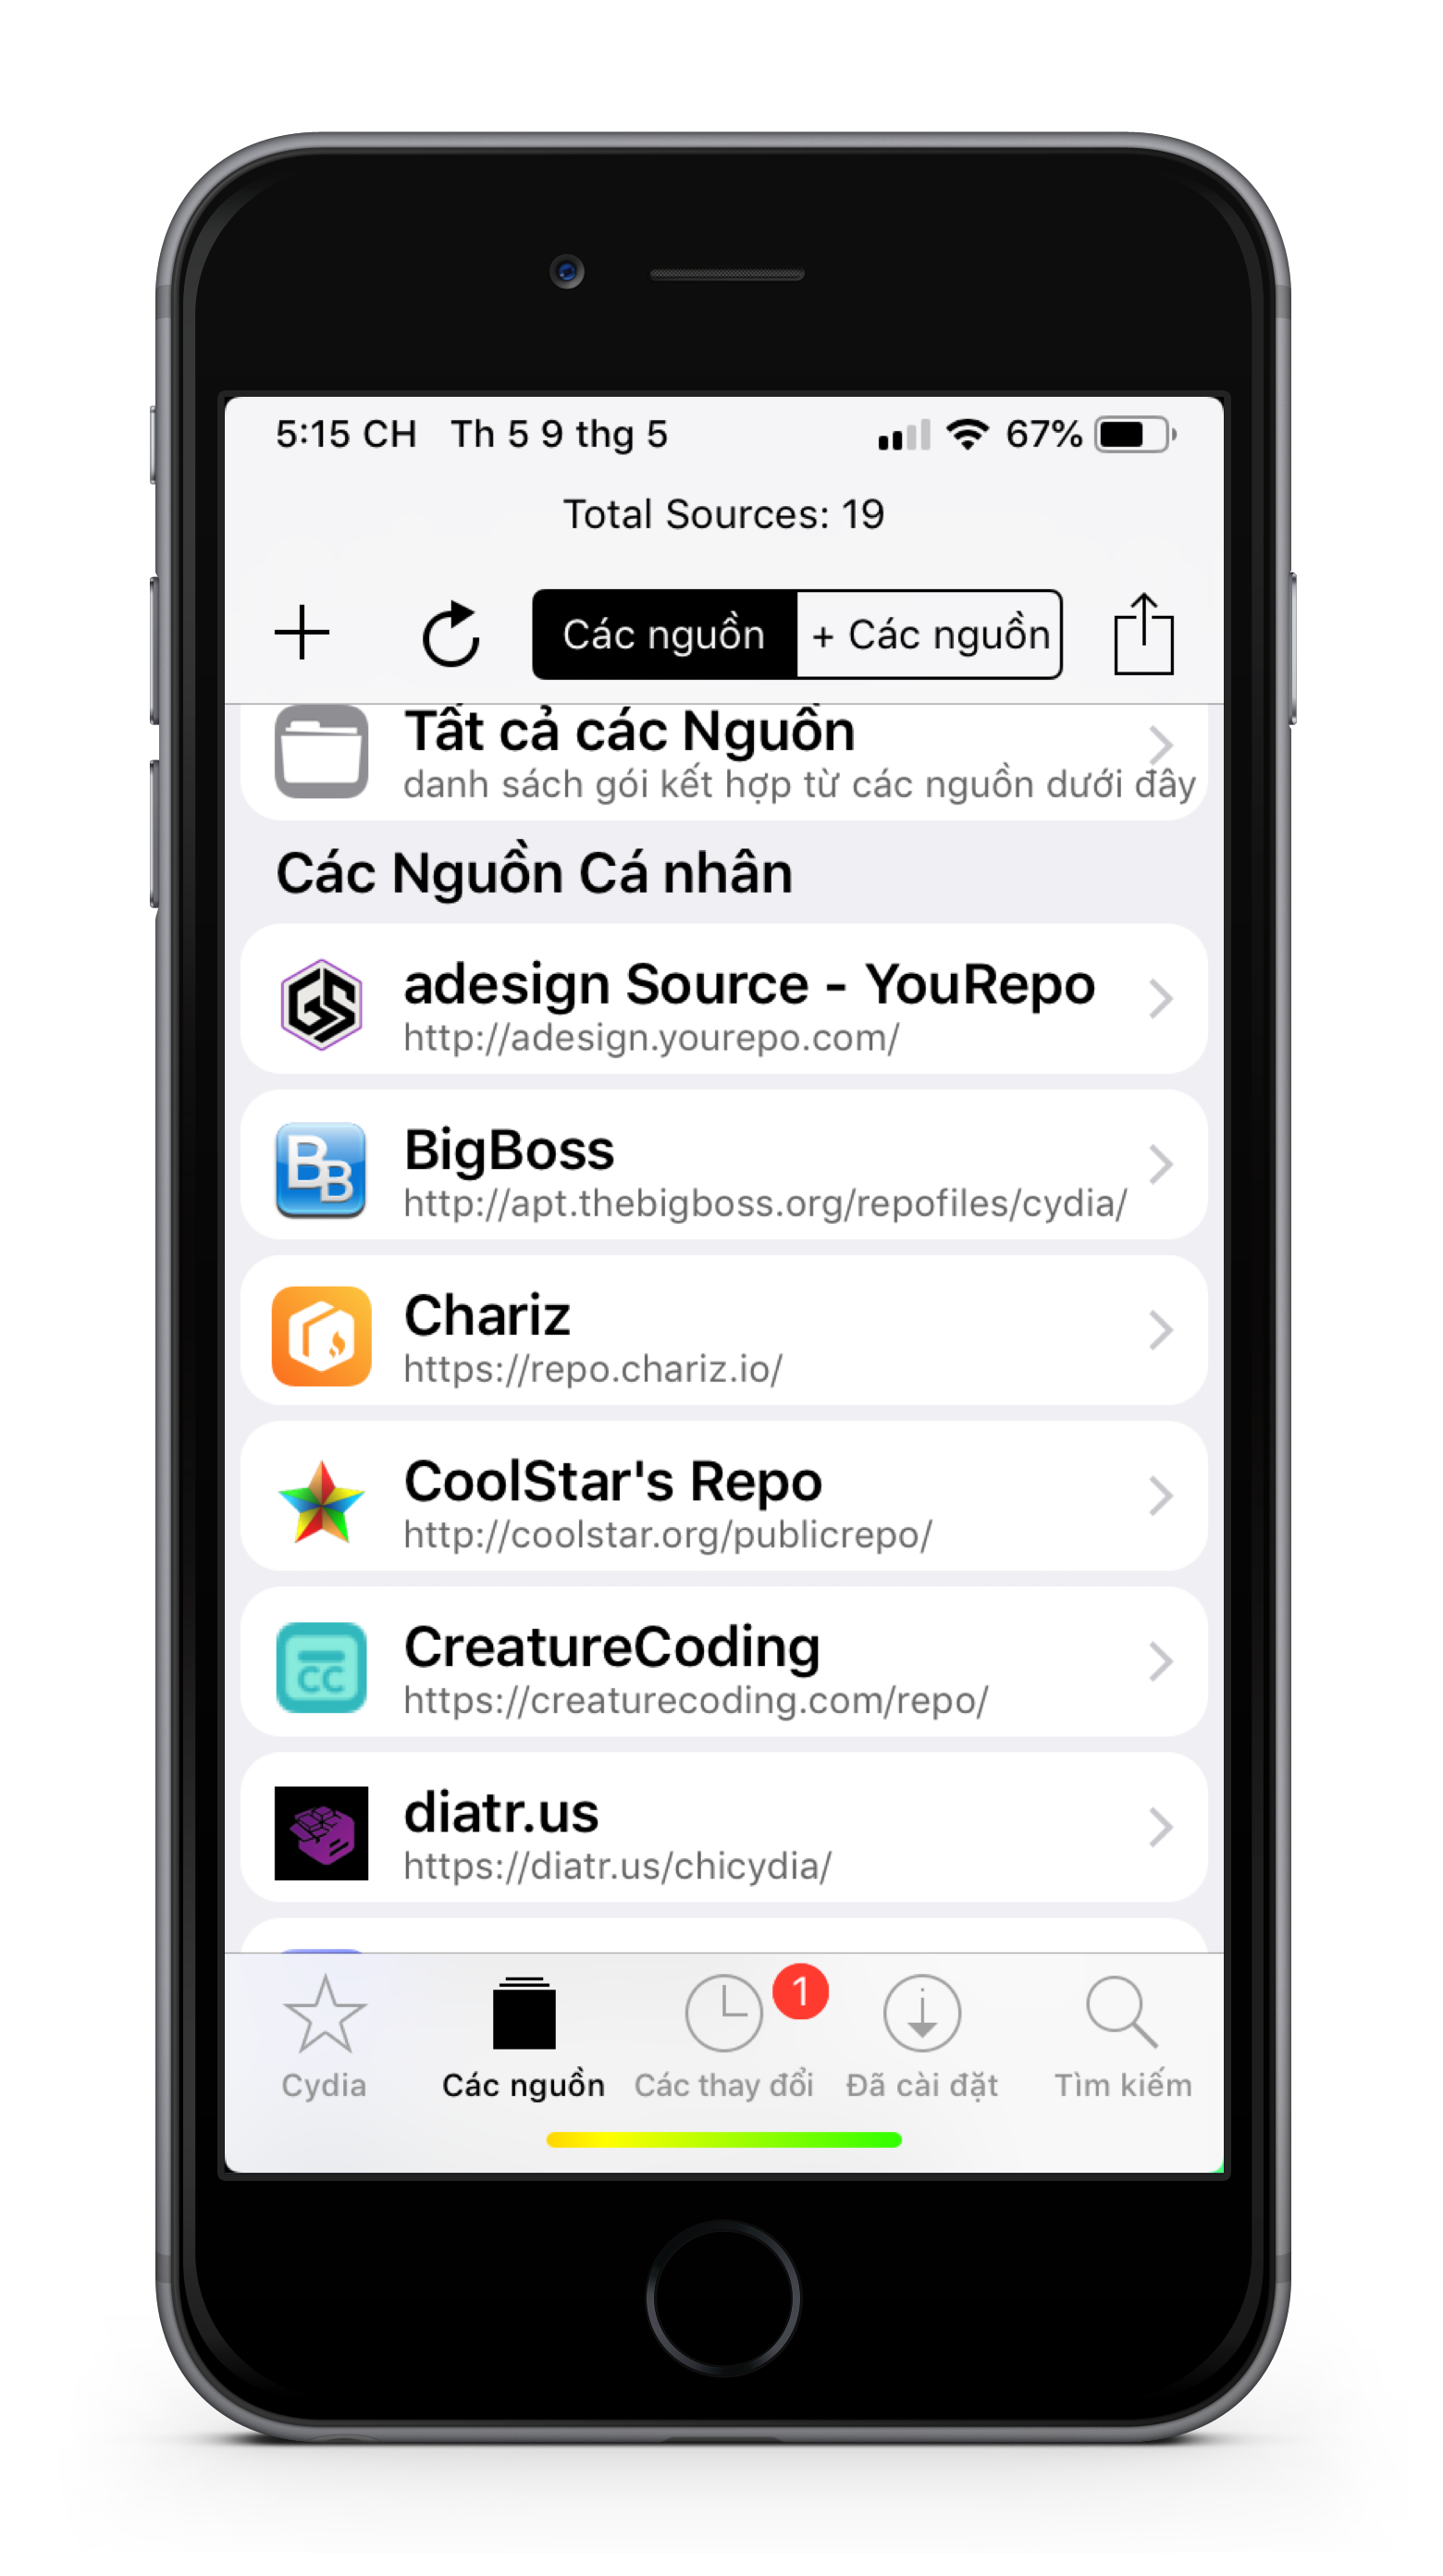 5:15 CH Th 5 9 thg 5 67%
Total Sources: 19
Các nguồn + Các nguồn
Tất cả các Nguồn
danh sách gói kết hợp từ các nguồn dưới đây
Các Nguồn Cá nhân
GS
adesign Source - YouRepo
http://adesign.yourepo.com/
BB
BigBoss
http://apt.thebigboss.org/repofiles/cydia/
Chariz
https://repo.chariz.io/
CoolStar's Repo
http://coolstar.org/publicrepo/
CC
CreatureCoding
https://creaturecoding.com/repo/
diatr.us
https://diatr.us/chicydia/
1
Cydia Các nguồn Các thay đổi Đã cài đặt Tìm kiếm